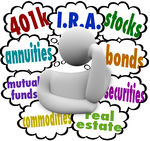 401k I.R.A. stocks
annuities bonds
mutual
funds
securities
commodities
real
estate